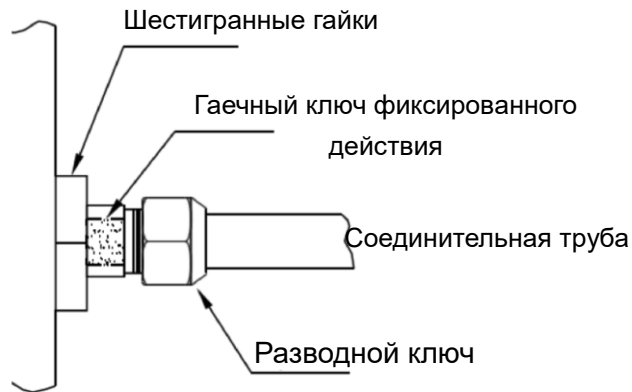 Шестигранные гайки
Гаечный ключ фиксированного
действия
Соединительная труба
Разводной ключ